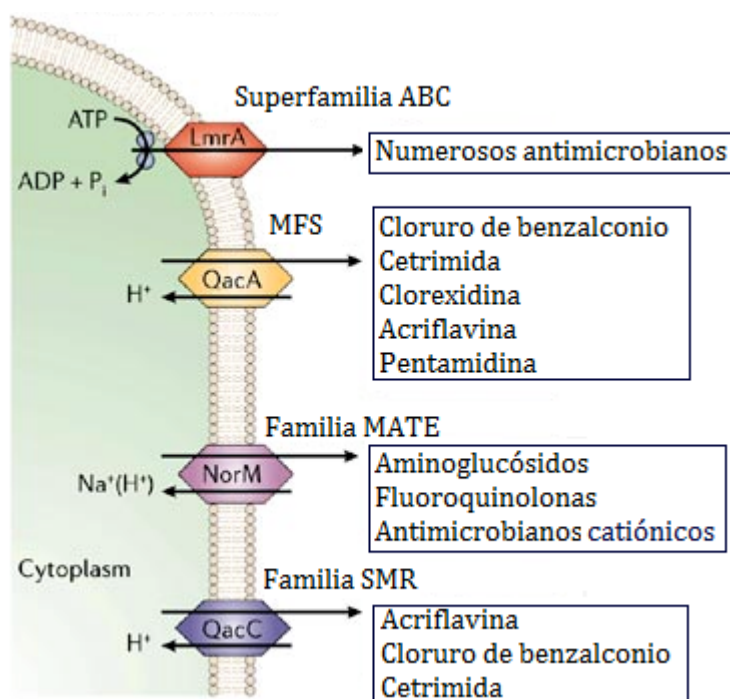 Superfamilia ABC
ATP
LmrA
Numerosos antimicrobianos
ADP + Pi
MFS
Cloruro de benzalconio
Cetrimida
QacA
Clorexidina
H+
Acriflavina
Pentamidina
Familia MATE
Aminoglucósidos
NorM
Na+(H+)
Fluoroquinolonas
Antimicrobianos catiónicos
Cytoplasm
Familia SMR
Acriflavina
QacC
H+
Cloruro de benzalconio
Cetrimida